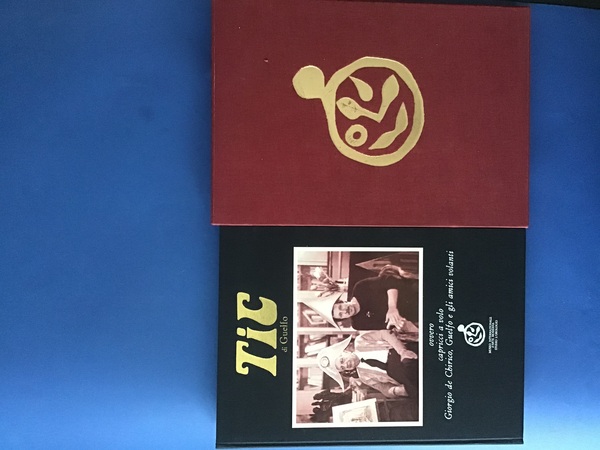 TiC
di Guelfo
ovvero
capricci a volo
Giorgio de Chirico, Guelfo e gli amici volanti